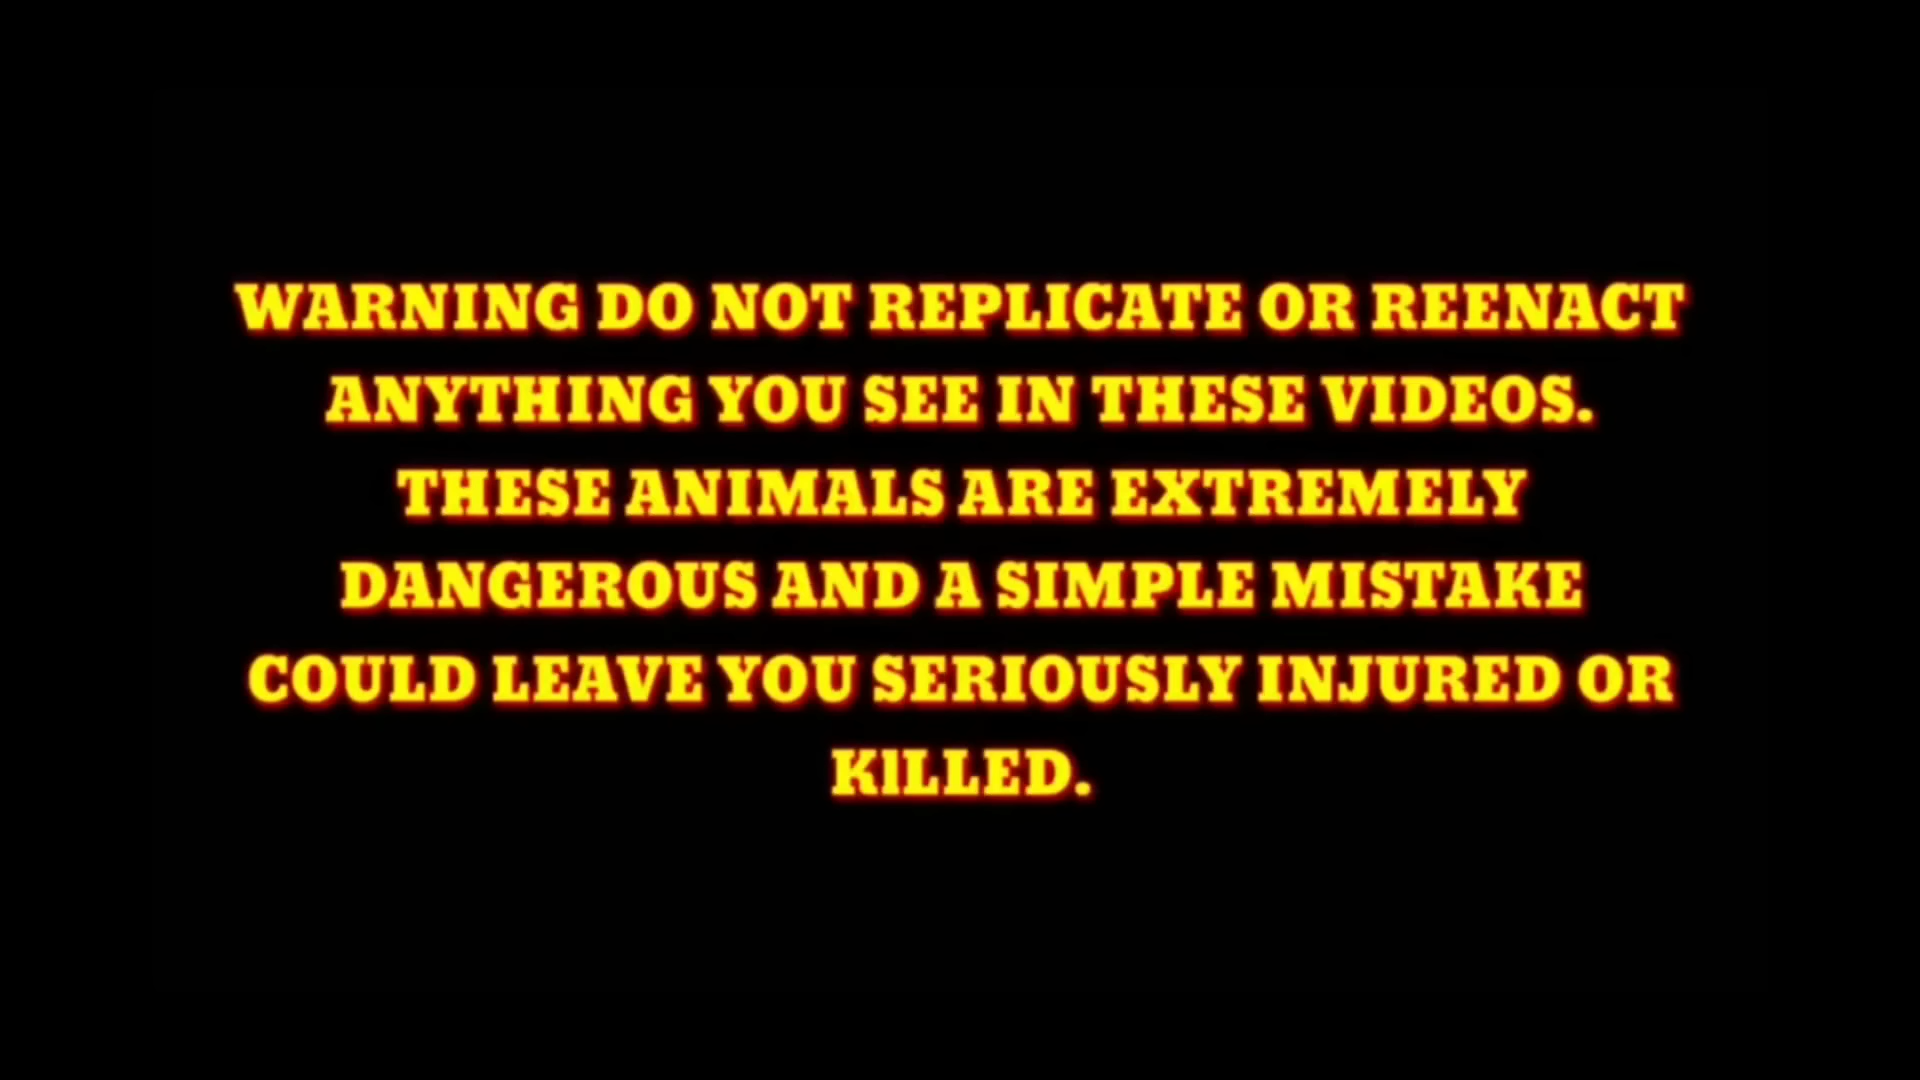 WARNING DO NOT REPLICATE OR REENACT
ANYTHING YOU SEE IN THESE VIDEOS.
THESE ANIMALS ARE EXTREMELY
DANGEROUS AND A SIMPLE MISTAKE
COULD LEAVE YOU SERIOUSLY INJURED OR
KILLED.